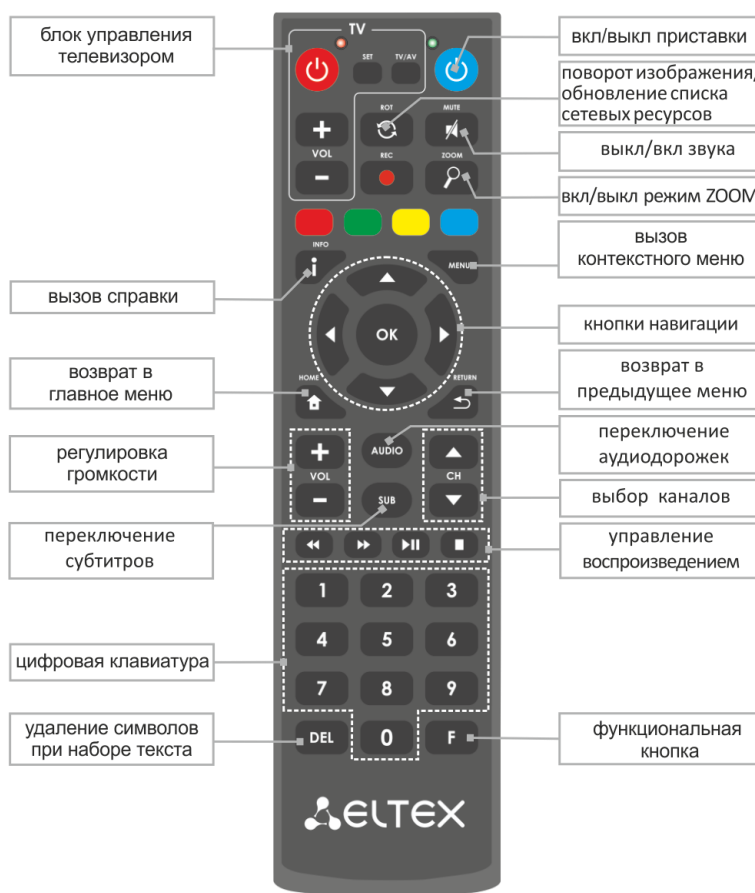 блок управления
телевизором
TV
SET
TV/AV
VOL
ROT
MUTE
REC
ZOOM
вкл/выкл приставки
поворот изображения,
обновление списка
сетевых ресурсов
выкл/вкл звука
вкл/выкл режим ZOOM
INFO
i
MENU
вызов
контекстного меню
вызов справки
OK
кнопки навигации
HOME
RETURN
возврат в
главное меню
возврат в
предыдущее меню
регулировка
громкости
+
VOL
−
AUDIO
SUB
CH
переключение
аудиодорожек
выбор каналов
переключение
субтитров
управление
воспроизведением
1 2 3
4 5 6
7 8 9
DEL 0 F
цифровая клавиатура
удаление символов
при наборе текста
функциональная
кнопка
ELTEX